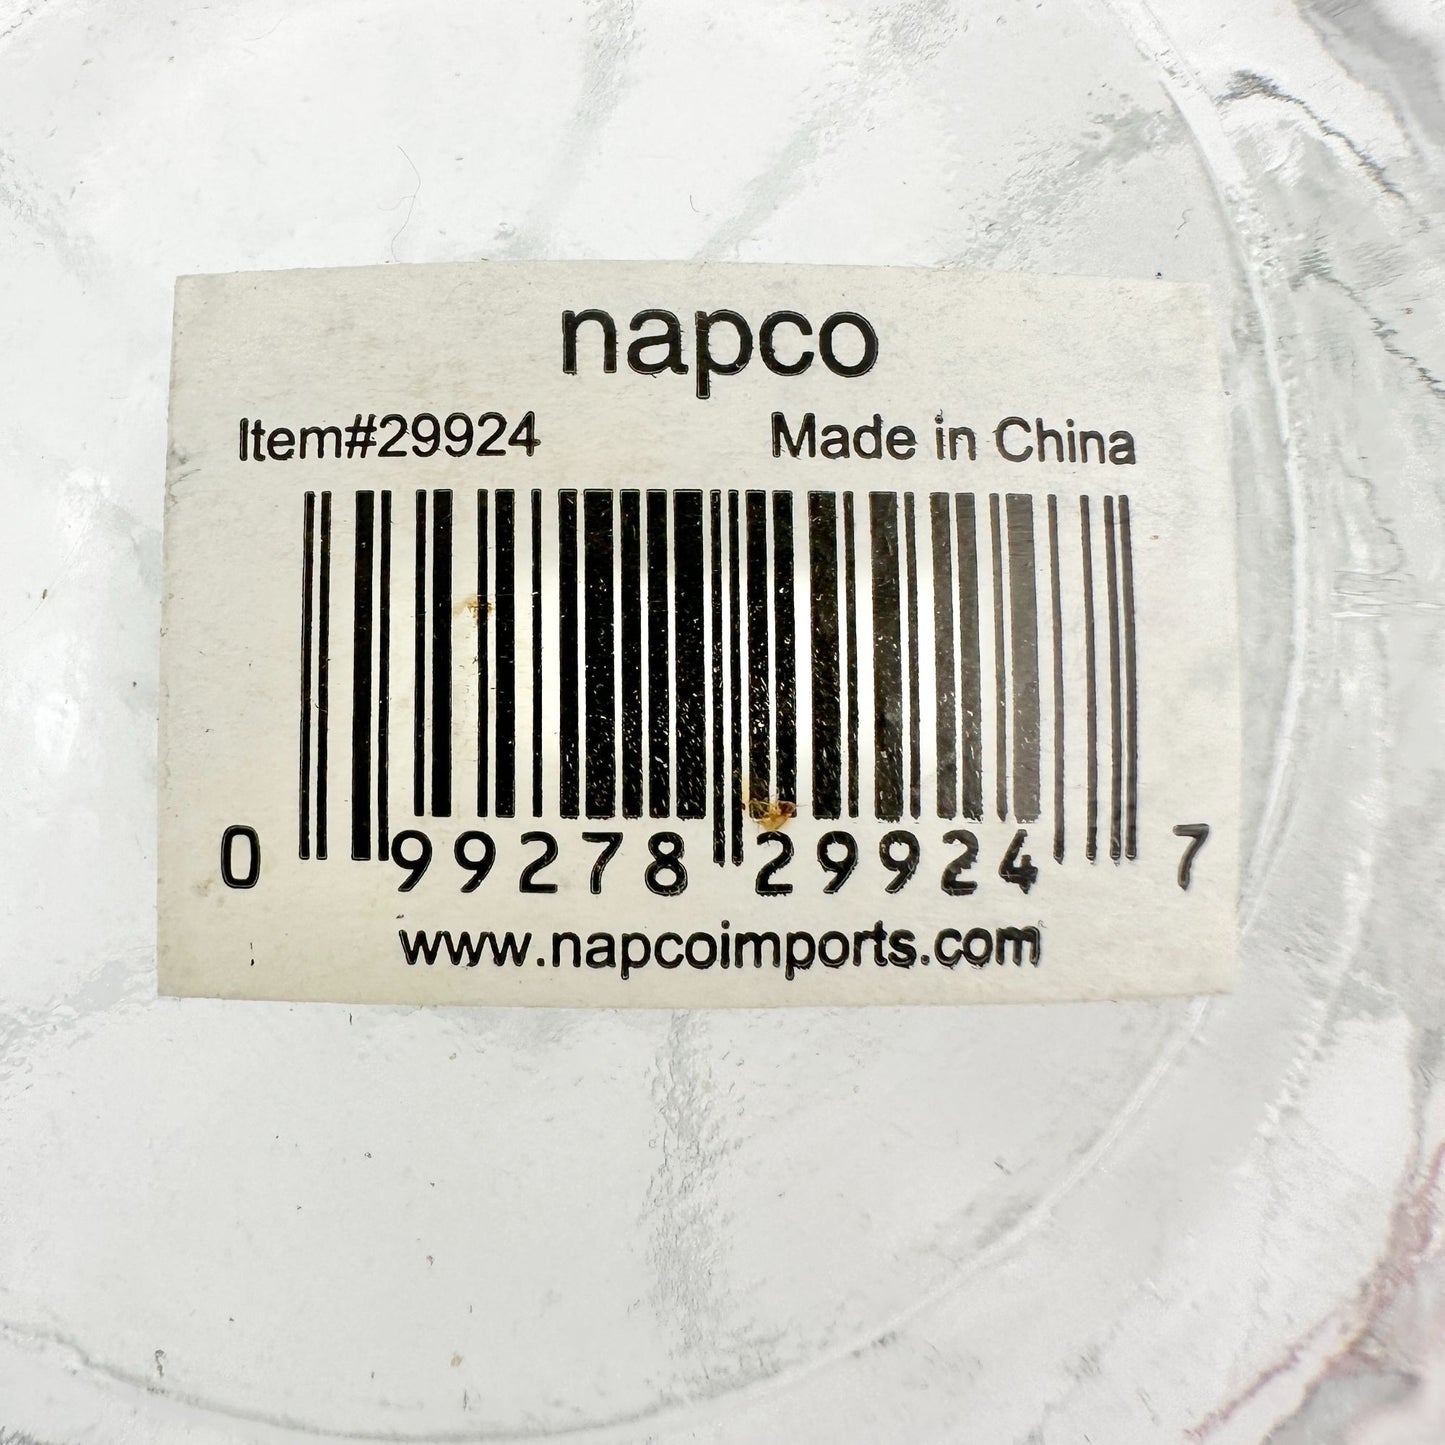 napco
Item#29924 Made in China
0 99278 29924 7
www.napcoimports.com